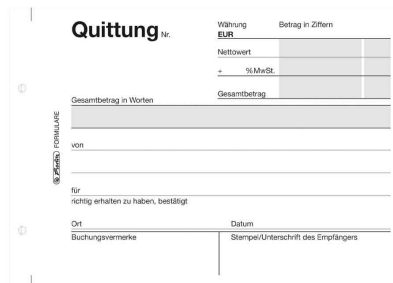 Quittung Nr.
Währung Betrag in Ziffern
EUR
Nettowert
+ % MwSt.
Gesamtbetrag
Gesamtbetrag in Worten
von
für
richtig erhalten zu haben, bestätigt
Ort Datum
Buchungsvermerke Stempel/Unterschrift des Empfängers
Zweckform FORMULARE